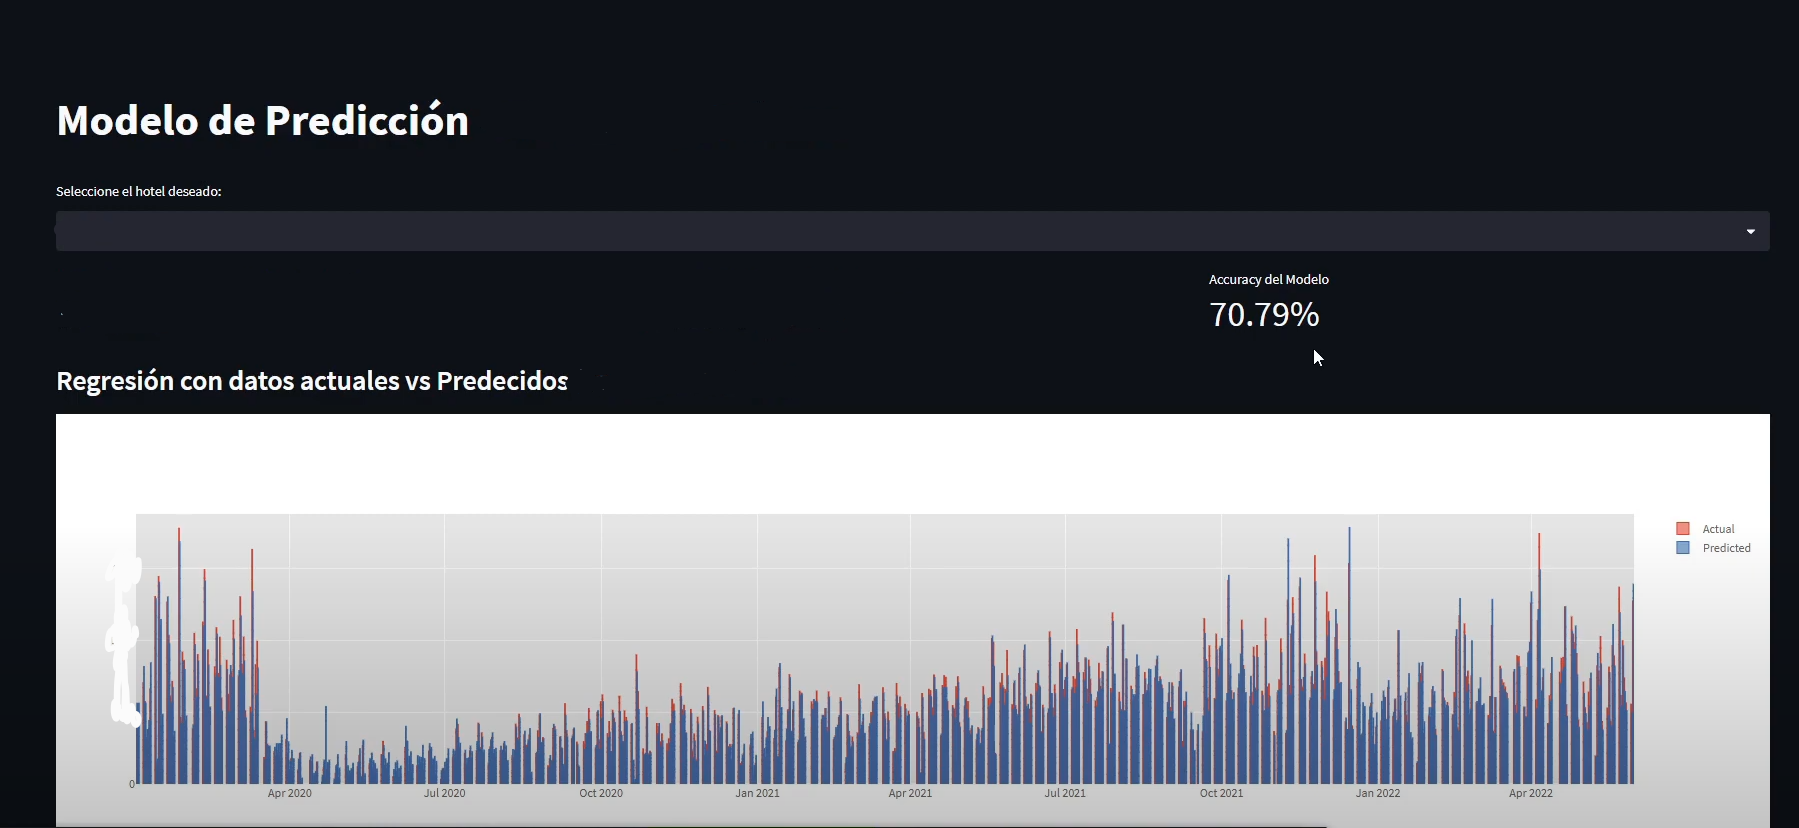 Modelo de Predicción
Seleccione el hotel deseado:
Accuracy del Modelo
70.79%
Regresión con datos actuales vs Predecidos
Actual
Predicted
0
Apr 2020
Jul 2020
Oct 2020
Jan 2021
Apr 2021
Jul 2021
Oct 2021
Jan 2022
Apr 2022